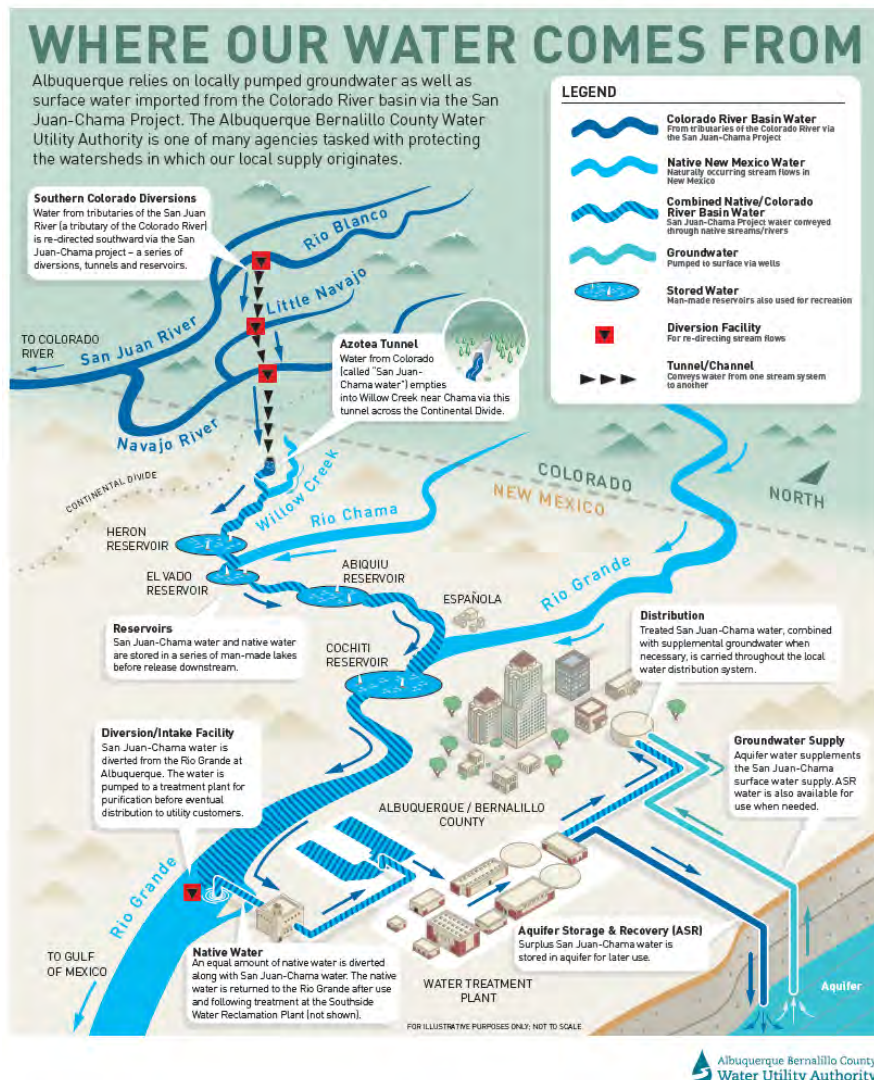 WHERE OUR WATER COMES FROM
Albuquerque relies on locally pumped groundwater as well as
surface water imported from the Colorado River basin via the San
Juan-Chama Project. The Albuquerque Bernalillo County Water
Utility Authority is one of many agencies tasked with protecting
the watersheds in which our local supply originates.
LEGEND
Colorado River Basin Water
From tributaries of the Colorado River via
the San Juan-Chama Project
Native New Mexico Water
Naturally occurring stream flows in
New Mexico
Combined Native/Colorado
River Basin Water
San Juan-Chama Project water conveyed
through native streams/rivers
Groundwater
Pumped to surface via wells
Stored Water
Man-made reservoirs also used for recreation
Diversion Facility
For re-directing stream flows
Tunnel/Channel
Conveys water from one stream system
to another
Southern Colorado Diversions
Water from tributaries of the San Juan
River (a tributary of the Colorado River)
is re-directed southward via the San
Juan-Chama project – a series of
diversions, tunnels and reservoirs.
Rio Blanco
Little Navajo
TO COLORADO
RIVER
San Juan River
Navajo River
Azotea Tunnel
Water from Colorado
(called "San Juan-
Chama water") empties
into Willow Creek near Chama via this
tunnel across the Continental Divide.
CONTINENTAL DIVIDE
Willow Creek
COLORADO
NEW MEXICO
NORTH
Rio Chama
HERON
RESERVOIR
EL VADO
RESERVOIR
ABIQUIU
RESERVOIR
ESPAÑOLA
Rio Grande
Reservoirs
San Juan-Chama water and native water
are stored in a series of man-made lakes
before release downstream.
COCHITI
RESERVOIR
Distribution
Treated San Juan-Chama water, combined
with supplemental groundwater when
necessary, is carried throughout the local
water distribution system.
Diversion/Intake Facility
San Juan-Chama water is
diverted from the Rio Grande at
Albuquerque. The water is
pumped to a treatment plant for
purification before eventual
distribution to utility customers.
Groundwater Supply
Aquifer water supplements
the San Juan-Chama
surface water supply. ASR
water is also available for
use when needed.
ALBUQUERQUE / BERNALILLO
COUNTY
Rio Grande
TO GULF
OF MEXICO
Native Water
An equal amount of native water is diverted
along with San Juan-Chama water. The native
water is returned to the Rio Grande after use
and following treatment at the Southside
Water Reclamation Plant (not shown).
WATER TREATMENT
PLANT
Aquifer Storage & Recovery (ASR)
Surplus San Juan-Chama water is
stored in aquifer for later use.
Aquifer
FOR ILLUSTRATIVE PURPOSES ONLY; NOT TO SCALE
Albuquerque Bernalillo County
Water Utility Authority